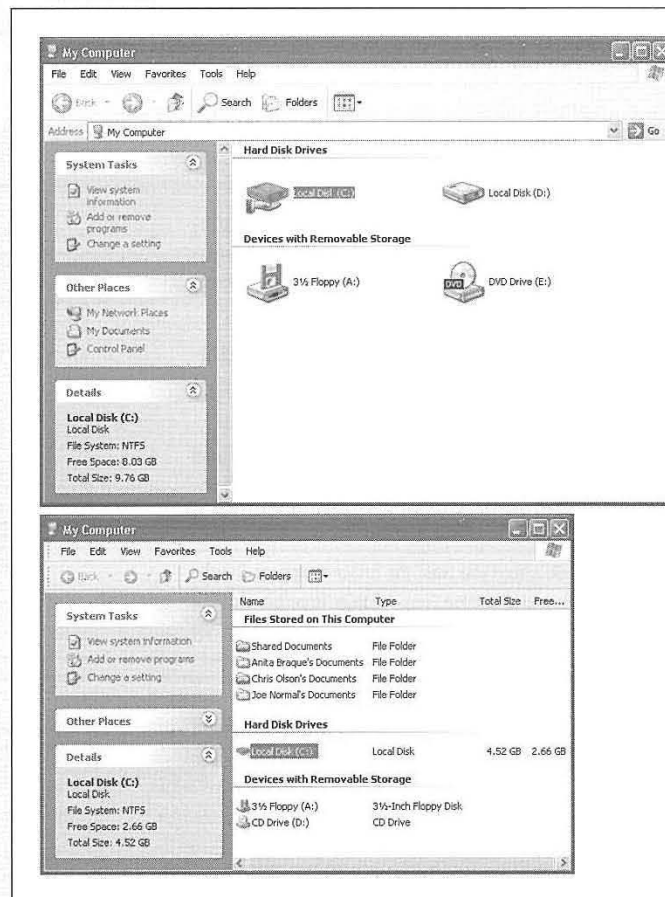 My Computer
File Edit View Favorites Tools Help
Back Search Folders
Address My Computer Go
System Tasks
View system
information
Add or remove
programs
Change a setting
Other Places
My Network Places
My Documents
Control Panel
Details
Local Disk (C:)
Local Disk
File System: NTFS
Free Space: 8.03 GB
Total Size: 9.76 GB
Hard Disk Drives
Local Disk (C:) Local Disk (D:)
Devices with Removable Storage
3½ Floppy (A:) DVD DVD Drive (E:)
My Computer
File Edit View Favorites Tools Help
Back Search Folders
System Tasks
View system information
Add or remove programs
Change a setting
Other Places
Details
Local Disk (C:)
Local Disk
File System: NTFS
Free Space: 2.66 GB
Total Size: 4.52 GB
Name Type Total Size Free...
Files Stored on This Computer
Shared Documents File Folder
Anita Braque's Documents File Folder
Chris Olson's Documents File Folder
Joe Normal's Documents File Folder
Hard Disk Drives
Local Disk (C:) Local Disk 4.52 GB 2.66 GB
Devices with Removable Storage
3½ Floppy (A:) 3½-Inch Floppy Disk
CD Drive (D:) CD Drive